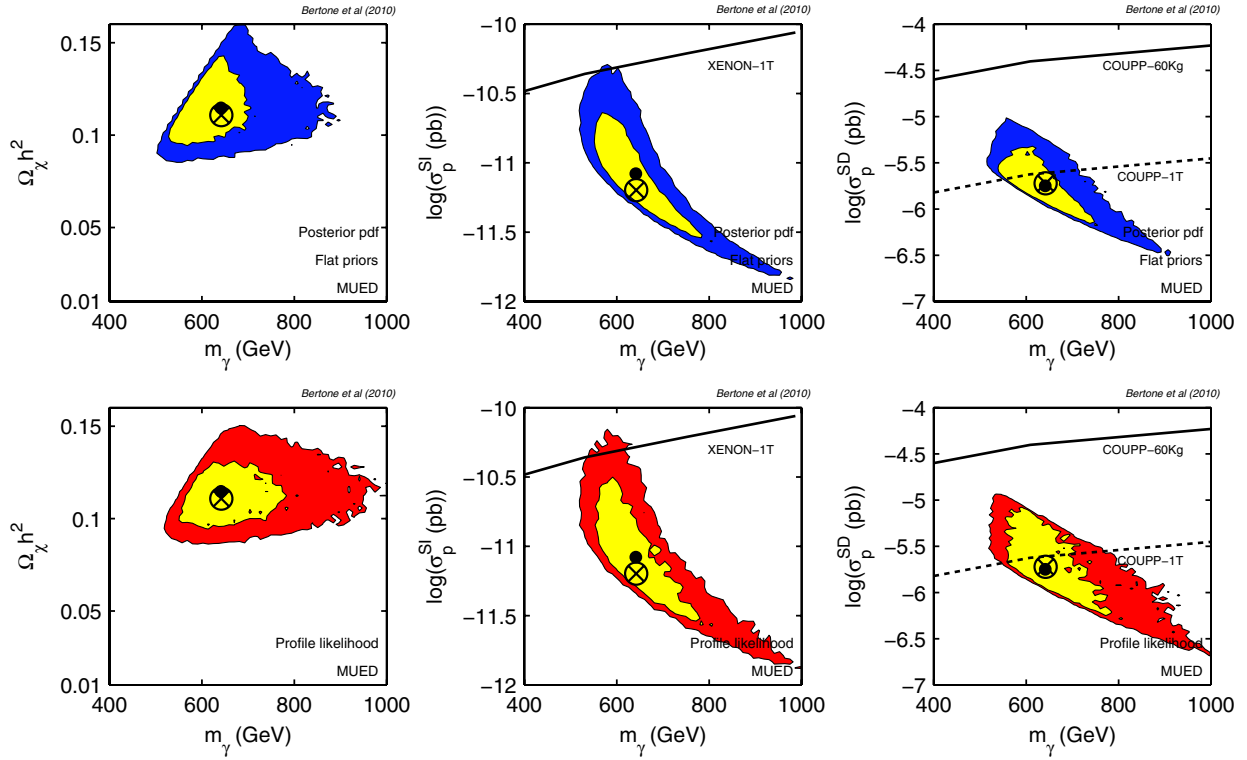 Bertone et al (2010)
0.15
0.1
0.05
0.01
Ω_χ h²
400 600 800 1000
m_γ (GeV)
Posterior pdf
Flat priors
MUED
Bertone et al (2010)
−10
−10.5
−11
−11.5
−12
log(σ_p^SI (pb))
400 600 800 1000
m_γ (GeV)
XENON−1T
Posterior pdf
Flat priors
MUED
Bertone et al (2010)
−4
−4.5
−5
−5.5
−6
−6.5
−7
log(σ_p^SD (pb))
400 600 800 1000
m_γ (GeV)
COUPP−60Kg
COUPP−1T
Posterior pdf
Flat priors
MUED
Bertone et al (2010)
0.15
0.1
0.05
0.01
Ω_χ h²
400 600 800 1000
m_γ (GeV)
Profile likelihood
MUED
Bertone et al (2010)
−10
−10.5
−11
−11.5
−12
log(σ_p^SI (pb))
400 600 800 1000
m_γ (GeV)
XENON−1T
Profile likelihood
MUED
Bertone et al (2010)
−4
−4.5
−5
−5.5
−6
−6.5
−7
log(σ_p^SD (pb))
400 600 800 1000
m_γ (GeV)
COUPP−60Kg
COUPP−1T
Profile likelihood
MUED